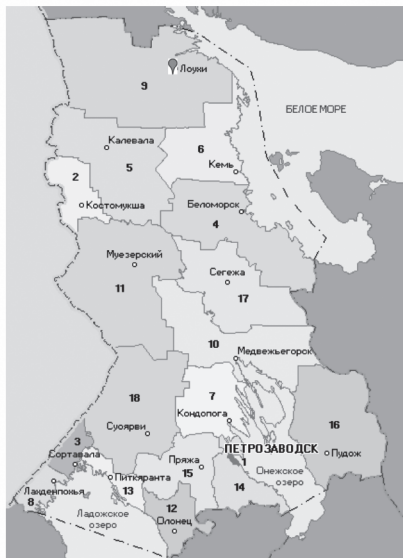 Лоухи
9
БЕЛОЕ МОРЕ
Калевала
6
2
5
Кемь
Костомукша
Беломорск
4
Муезерский
Сегежа
11
17
10
Медвежьегорск
18
7
Кондопога
16
3
Суоярви
Сортавала
ПЕТРОЗАВОДСК
Пряжа
1
Пудож
Питкяранта
15
Онежское
озеро
Лахденпохья
13
14
8
Ладожское
озеро
12
Олонец